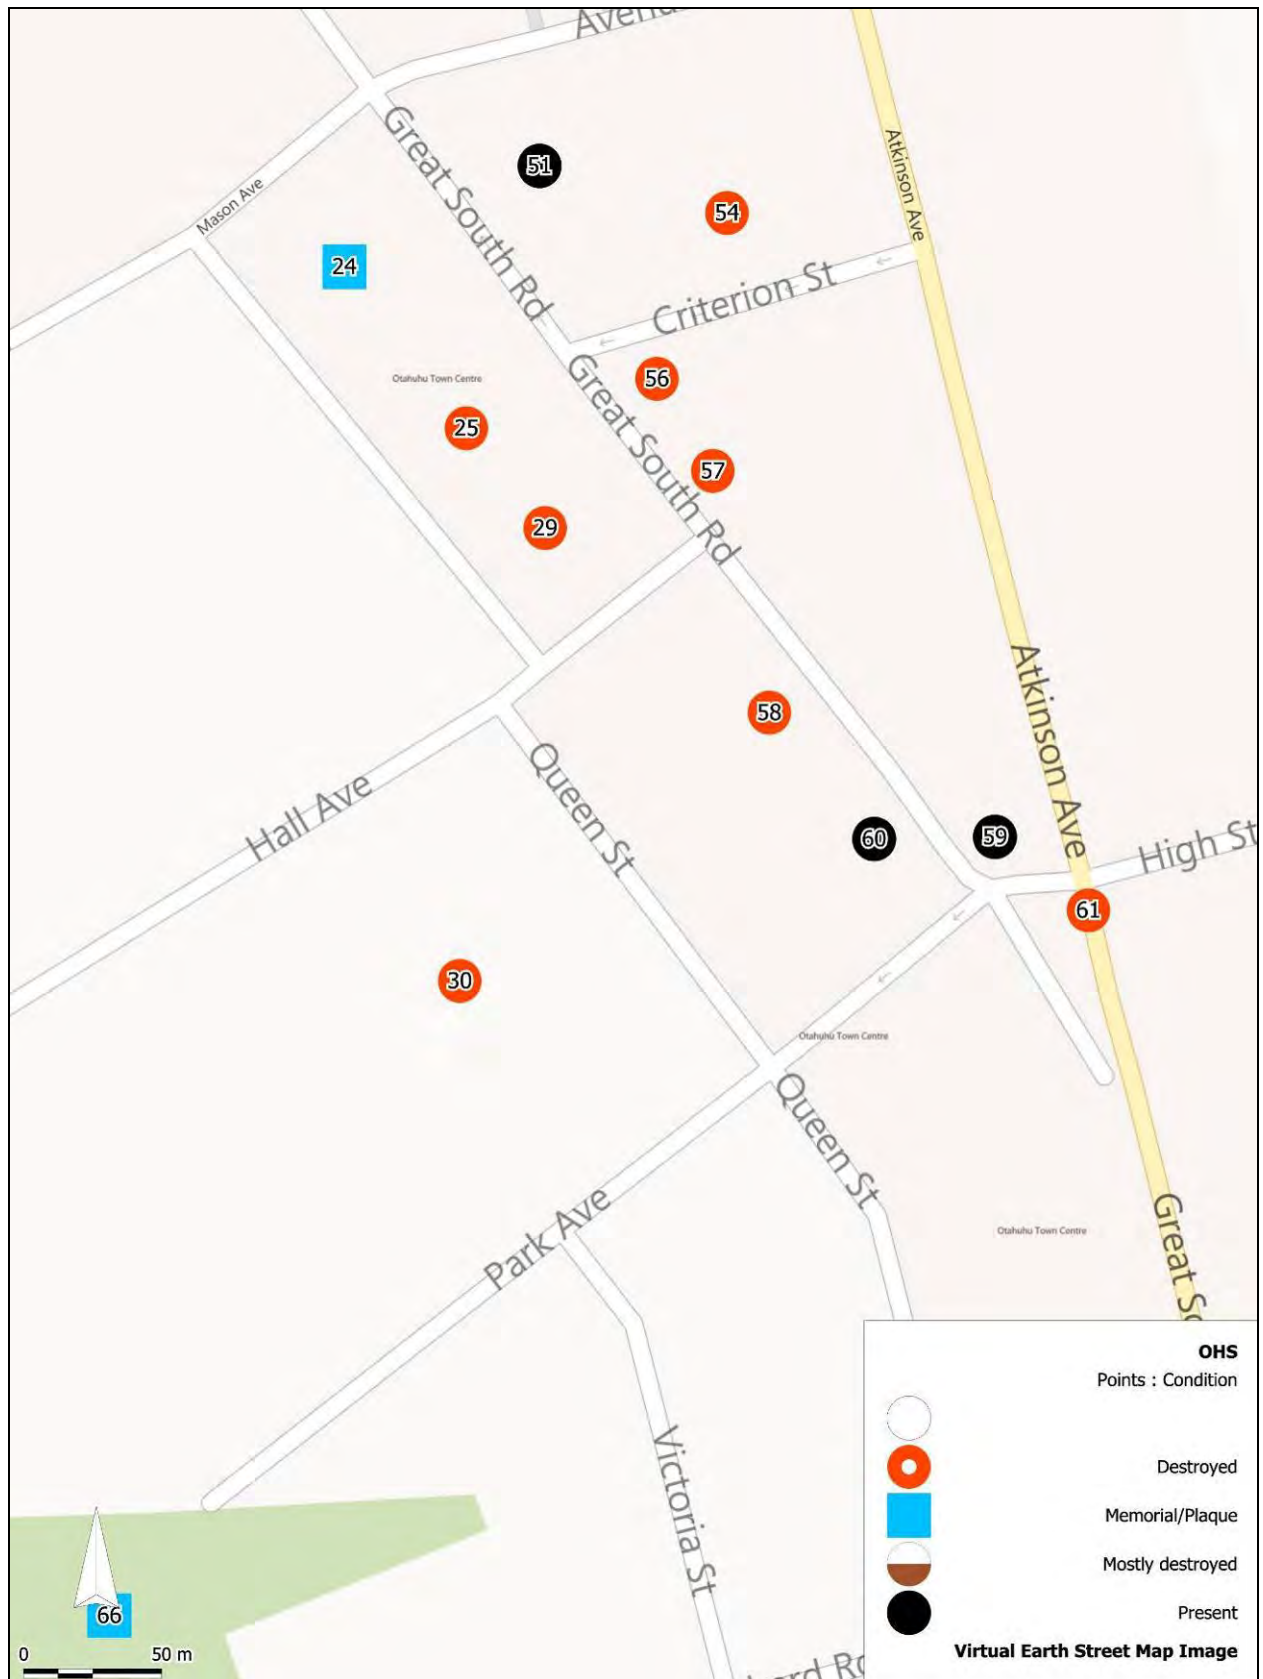 Avenu
Atkinson Ave
Great South Rd
51
54
Mason Ave
24
Criterion St
Otahuhu Town Centre
56
Great South Rd
25
57
29
Atkinson Ave
58
Queen St
Hall Ave
60
59
High St
61
30
Otahuhu Town Centre
Queen St
Park Ave
Otahuhu Town Centre
Great So
Victoria St
OHS
Points : Condition
Destroyed
Memorial/Plaque
Mostly destroyed
Present
Virtual Earth Street Map Image
66
0 50 m